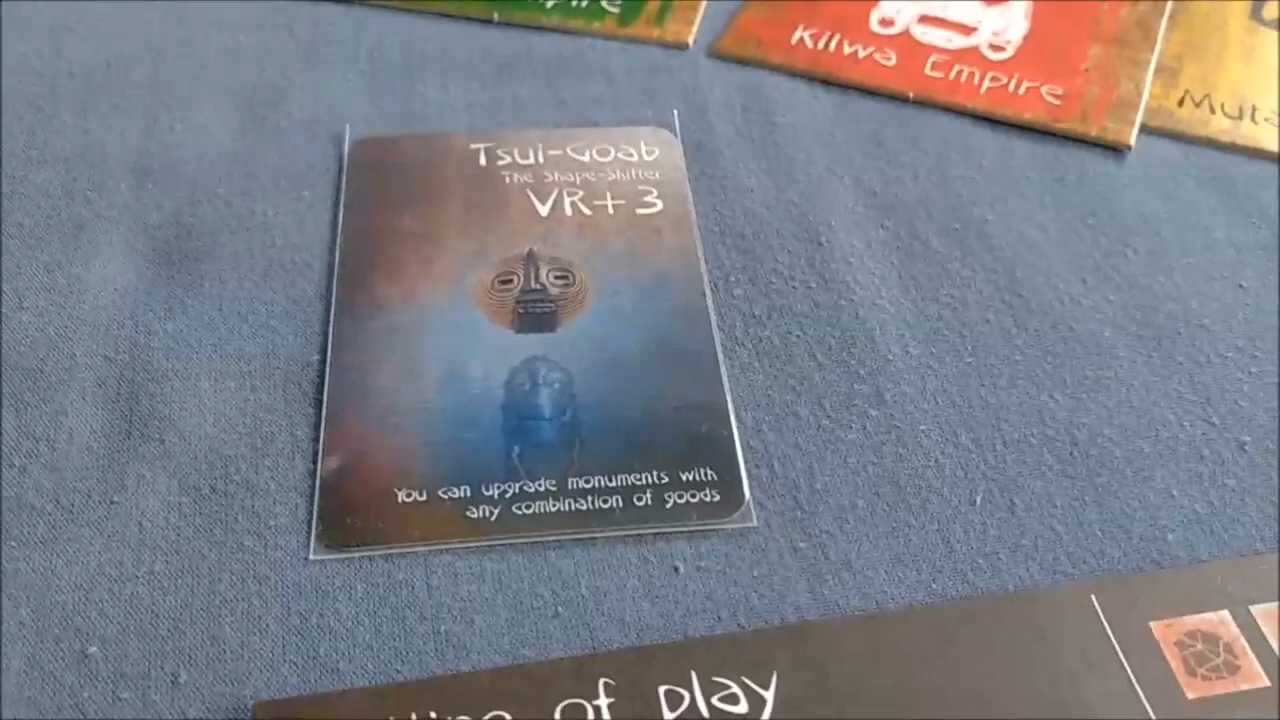 Kilwa Empire
Tsui-Goab
The Shape-Shifter
VR+3
You can upgrade monuments with
any combination of goods
of play